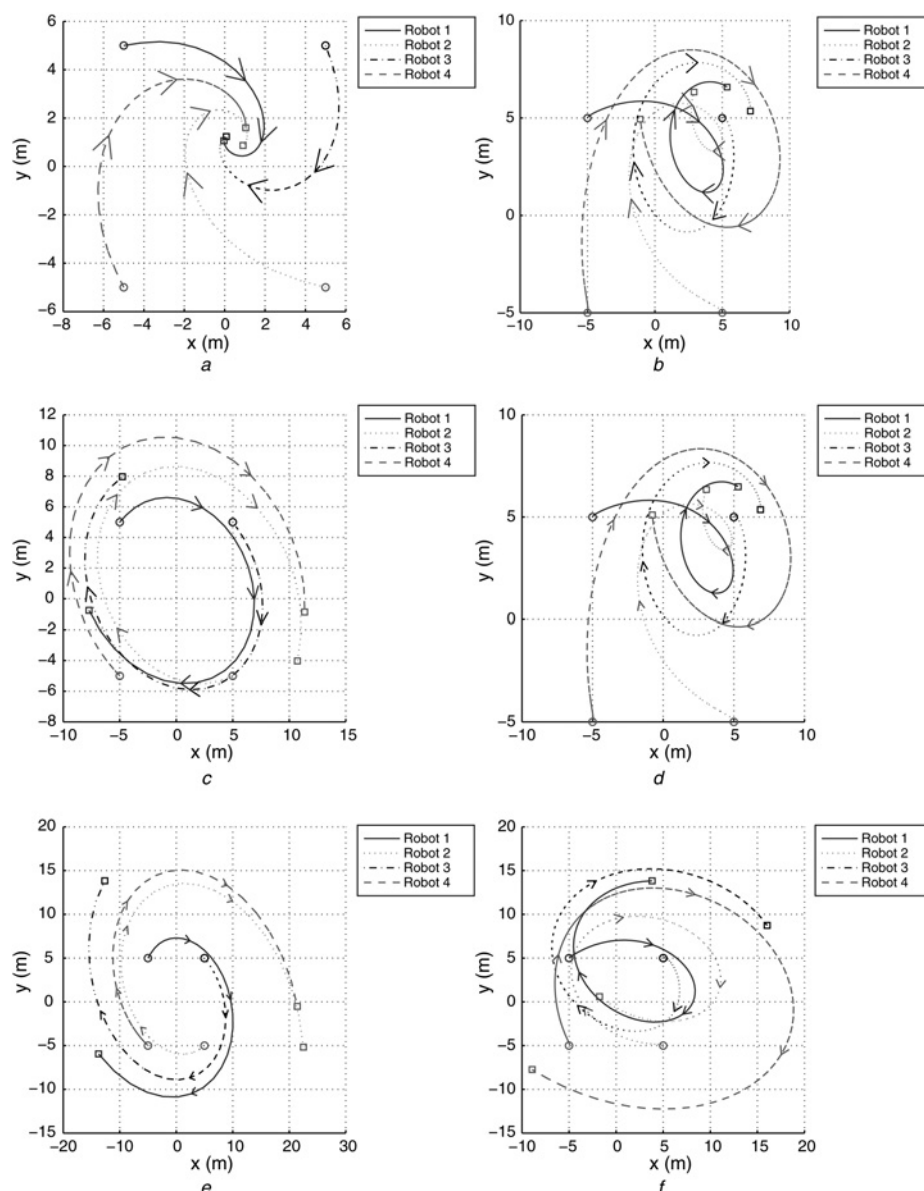 6
4
2
0
−2
−4
−6
−8 −6 −4 −2 0 2 4 6
y (m)
x (m)
a
Robot 1
Robot 2
Robot 3
Robot 4
10
5
0
−5
−10 −5 0 5 10
y (m)
x (m)
b
Robot 1
Robot 2
Robot 3
Robot 4
12
10
8
6
4
2
0
−2
−4
−6
−8
−10 −5 0 5 10 15
y (m)
x (m)
c
Robot 1
Robot 2
Robot 3
Robot 4
10
5
0
−5
−10 −5 0 5 10
y (m)
x (m)
d
Robot 1
Robot 2
Robot 3
Robot 4
20
15
10
5
0
−5
−10
−15
−20 −10 0 10 20 30
y (m)
x (m)
e
Robot 1
Robot 2
Robot 3
Robot 4
20
15
10
5
0
−5
−10
−15
−10 −5 0 5 10 15 20
y (m)
x (m)
f
Robot 1
Robot 2
Robot 3
Robot 4